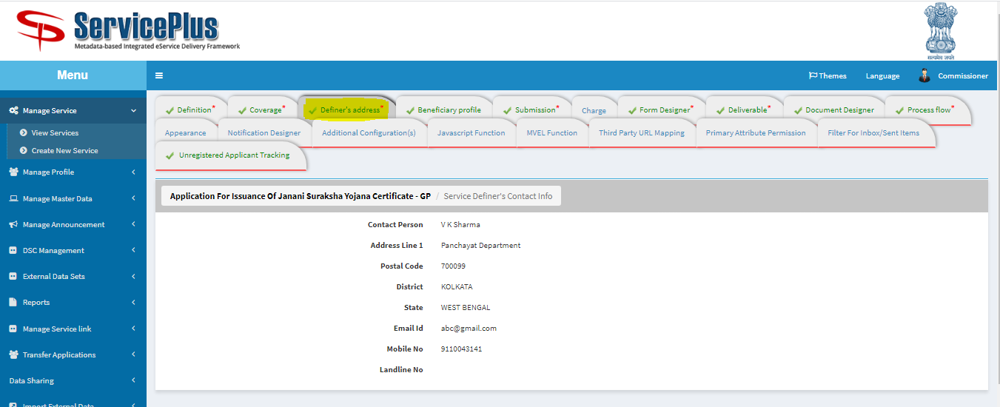 ServicePlus
Metadata-based Integrated eService Delivery Framework
सत्यमेव जयते
Menu
Themes Language Commissioner
Manage Service
View Services
Create New Service
Manage Profile
Manage Master Data
Manage Announcement
DSC Management
External Data Sets
Reports
Manage Service link
Transfer Applications
Data Sharing
Import External Data
Definition* Coverage* Definer's address* Beneficiary profile Submission* Charge Form Designer* Deliverable* Document Designer Process flow*
Appearance Notification Designer Additional Configuration(s) Javascript Function MVEL Function Third Party URL Mapping Primary Attribute Permission Filter For Inbox/Sent Items
Unregistered Applicant Tracking
Application For Issuance Of Janani Suraksha Yojana Certificate - GP / Service Definer's Contact Info
Contact Person V K Sharma
Address Line 1 Panchayat Department
Postal Code 700099
District KOLKATA
State WEST BENGAL
Email Id abc@gmail.com
Mobile No 9110043141
Landline No